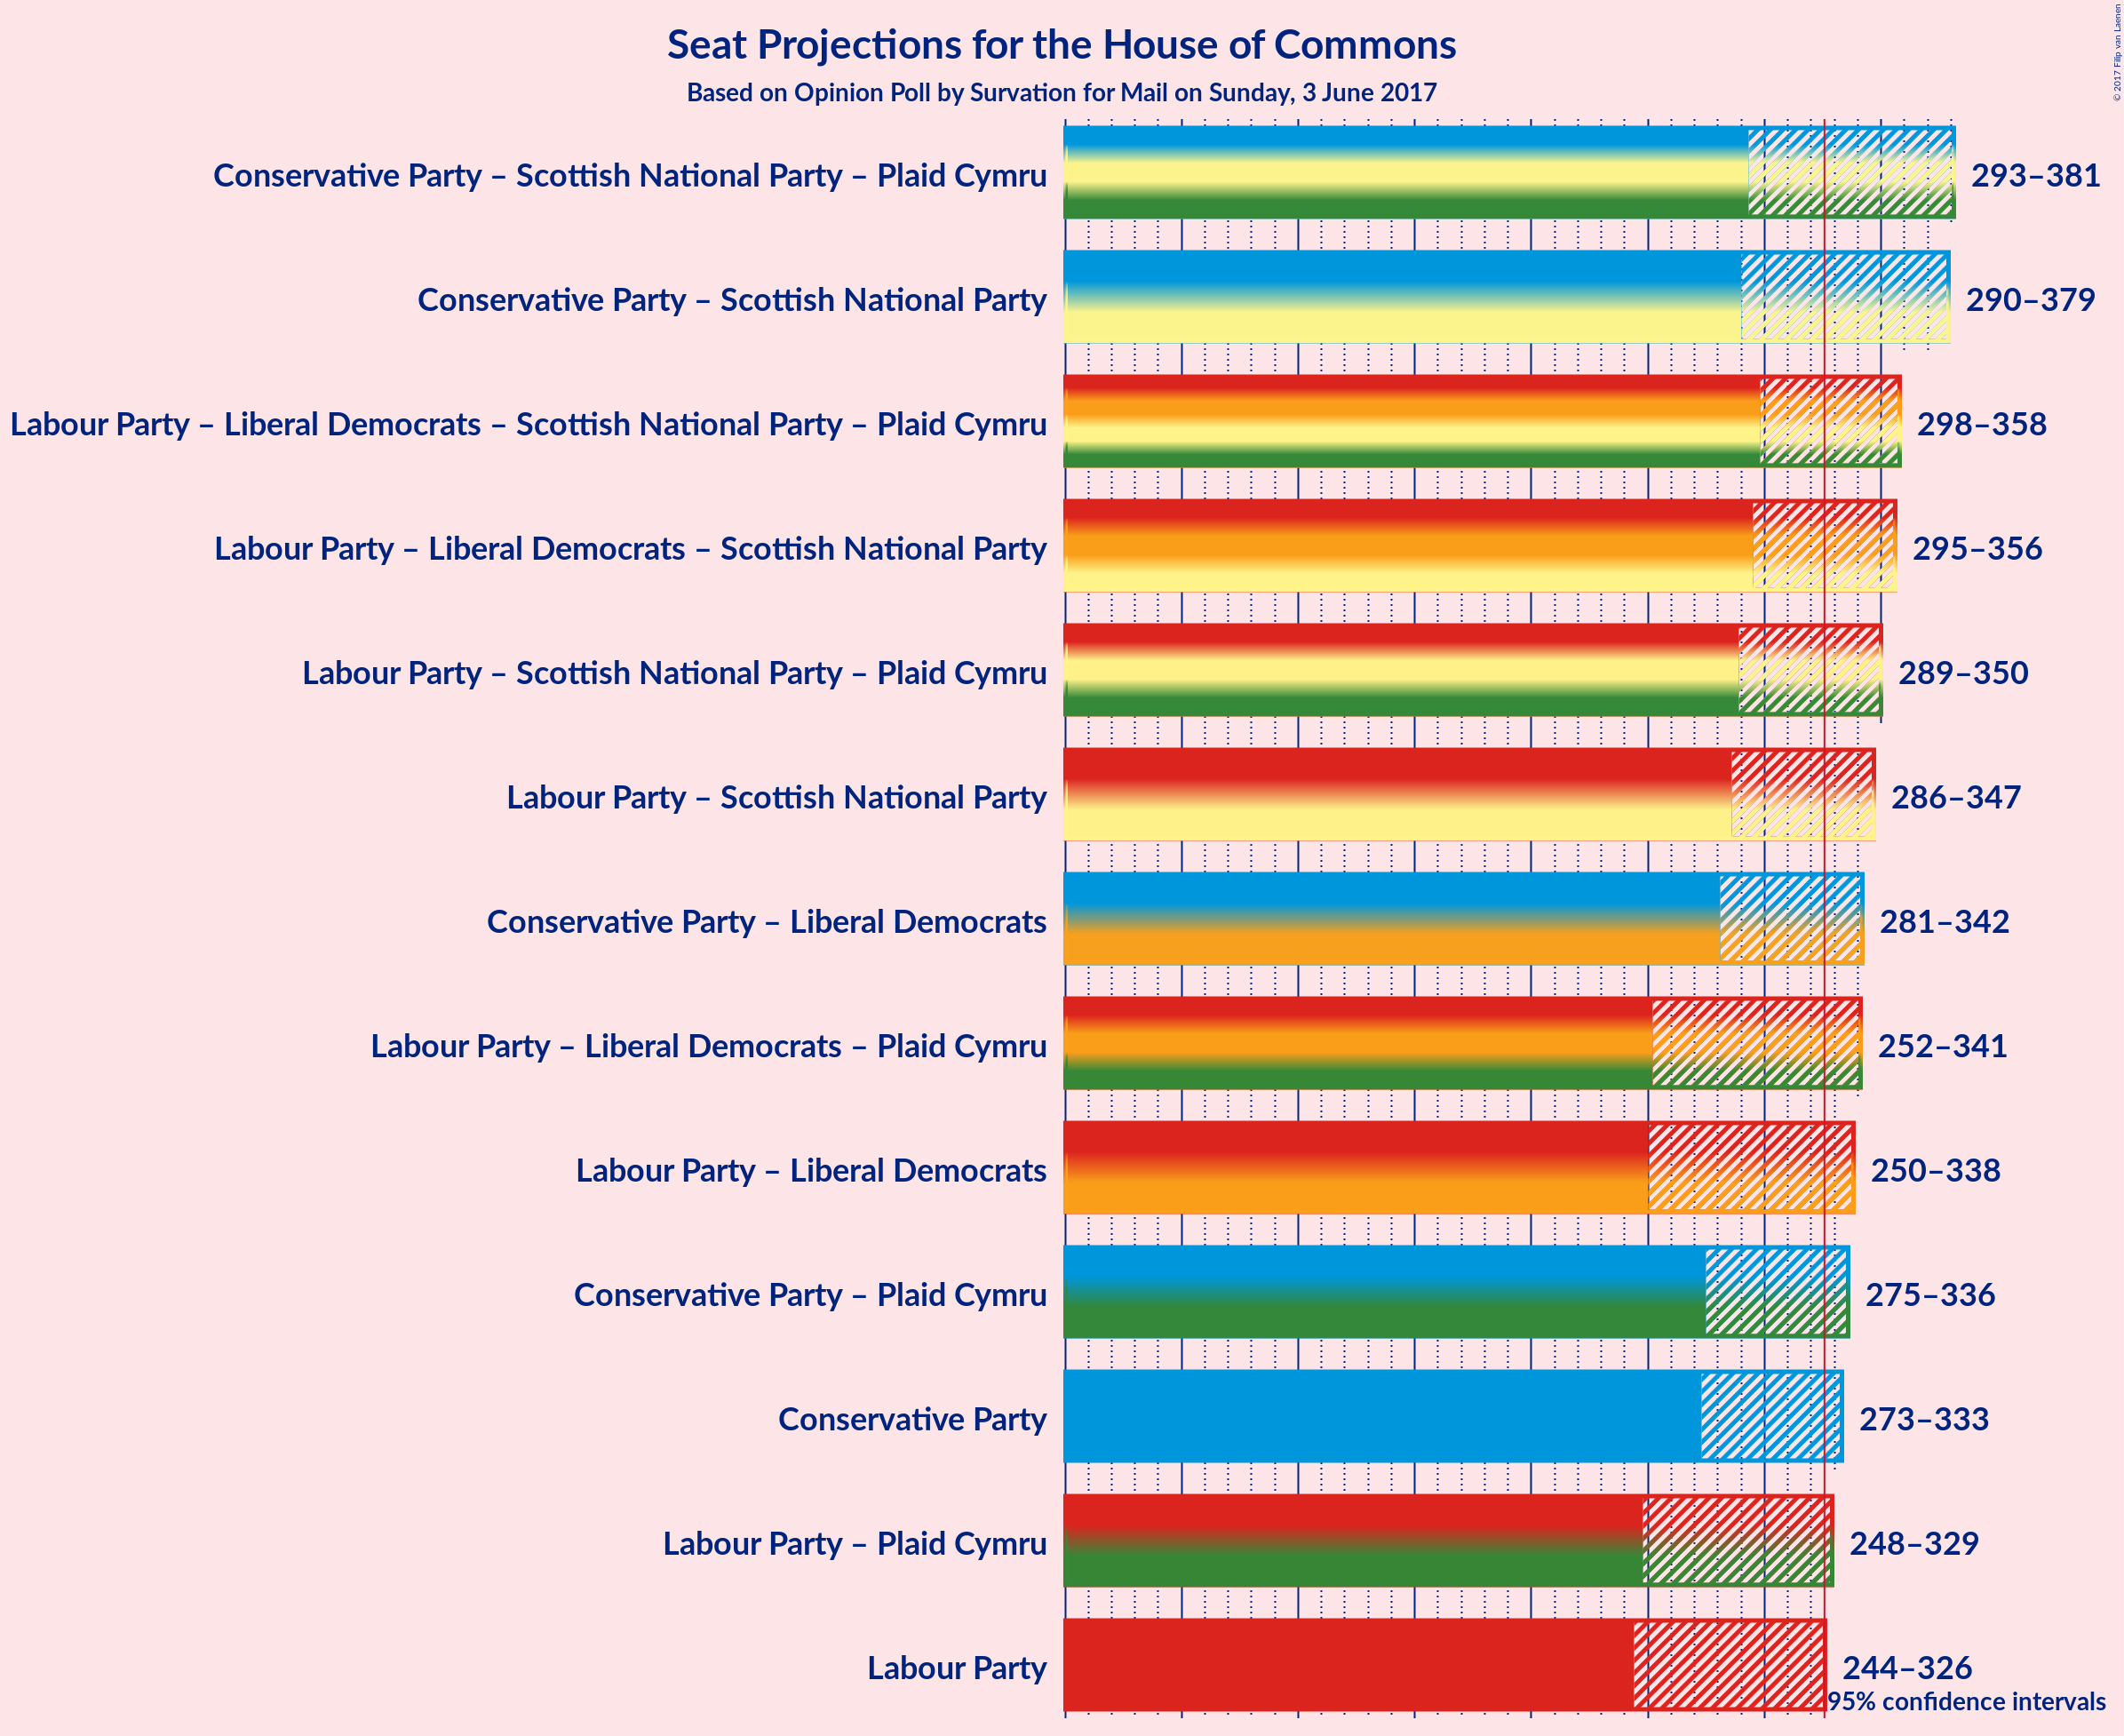 Seat Projections for the House of Commons
Based on Opinion Poll by Survation for Mail on Sunday, 3 June 2017
© 2017 Filip van Laenen
Conservative Party – Scottish National Party – Plaid Cymru 293–381
Conservative Party – Scottish National Party 290–379
Labour Party – Liberal Democrats – Scottish National Party – Plaid Cymru 298–358
Labour Party – Liberal Democrats – Scottish National Party 295–356
Labour Party – Scottish National Party – Plaid Cymru 289–350
Labour Party – Scottish National Party 286–347
Conservative Party – Liberal Democrats 281–342
Labour Party – Liberal Democrats – Plaid Cymru 252–341
Labour Party – Liberal Democrats 250–338
Conservative Party – Plaid Cymru 275–336
Conservative Party 273–333
Labour Party – Plaid Cymru 248–329
Labour Party 244–326
95% confidence intervals